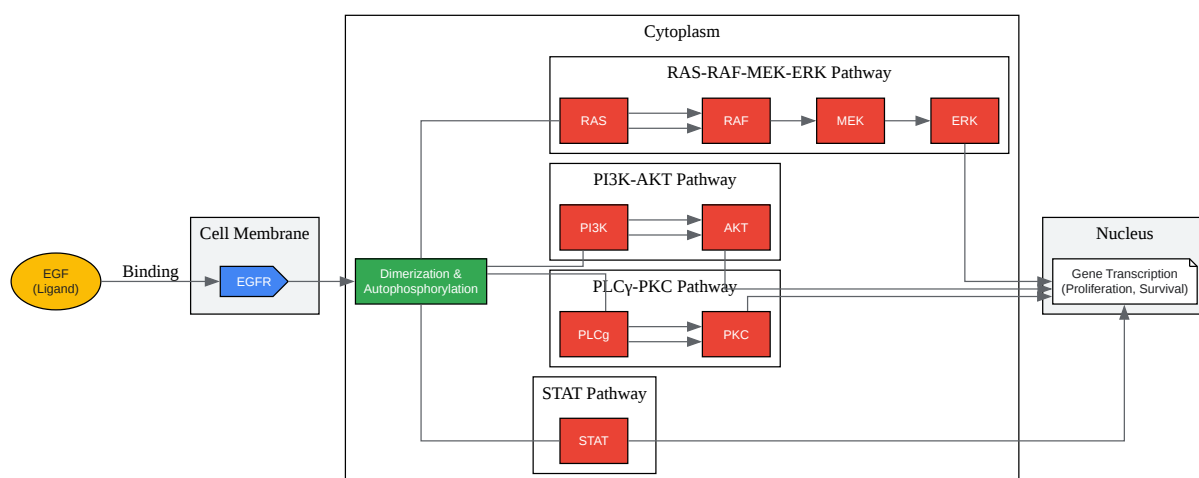 Cytoplasm
RAS-RAF-MEK-ERK Pathway
RAS
RAF
MEK
ERK
PI3K-AKT Pathway
PI3K
AKT
Cell Membrane
EGFR
EGF
(Ligand)
Binding
Dimerization &
Autophosphorylation
PLCγ-PKC Pathway
PLCg
PKC
STAT Pathway
STAT
Nucleus
Gene Transcription
(Proliferation, Survival)